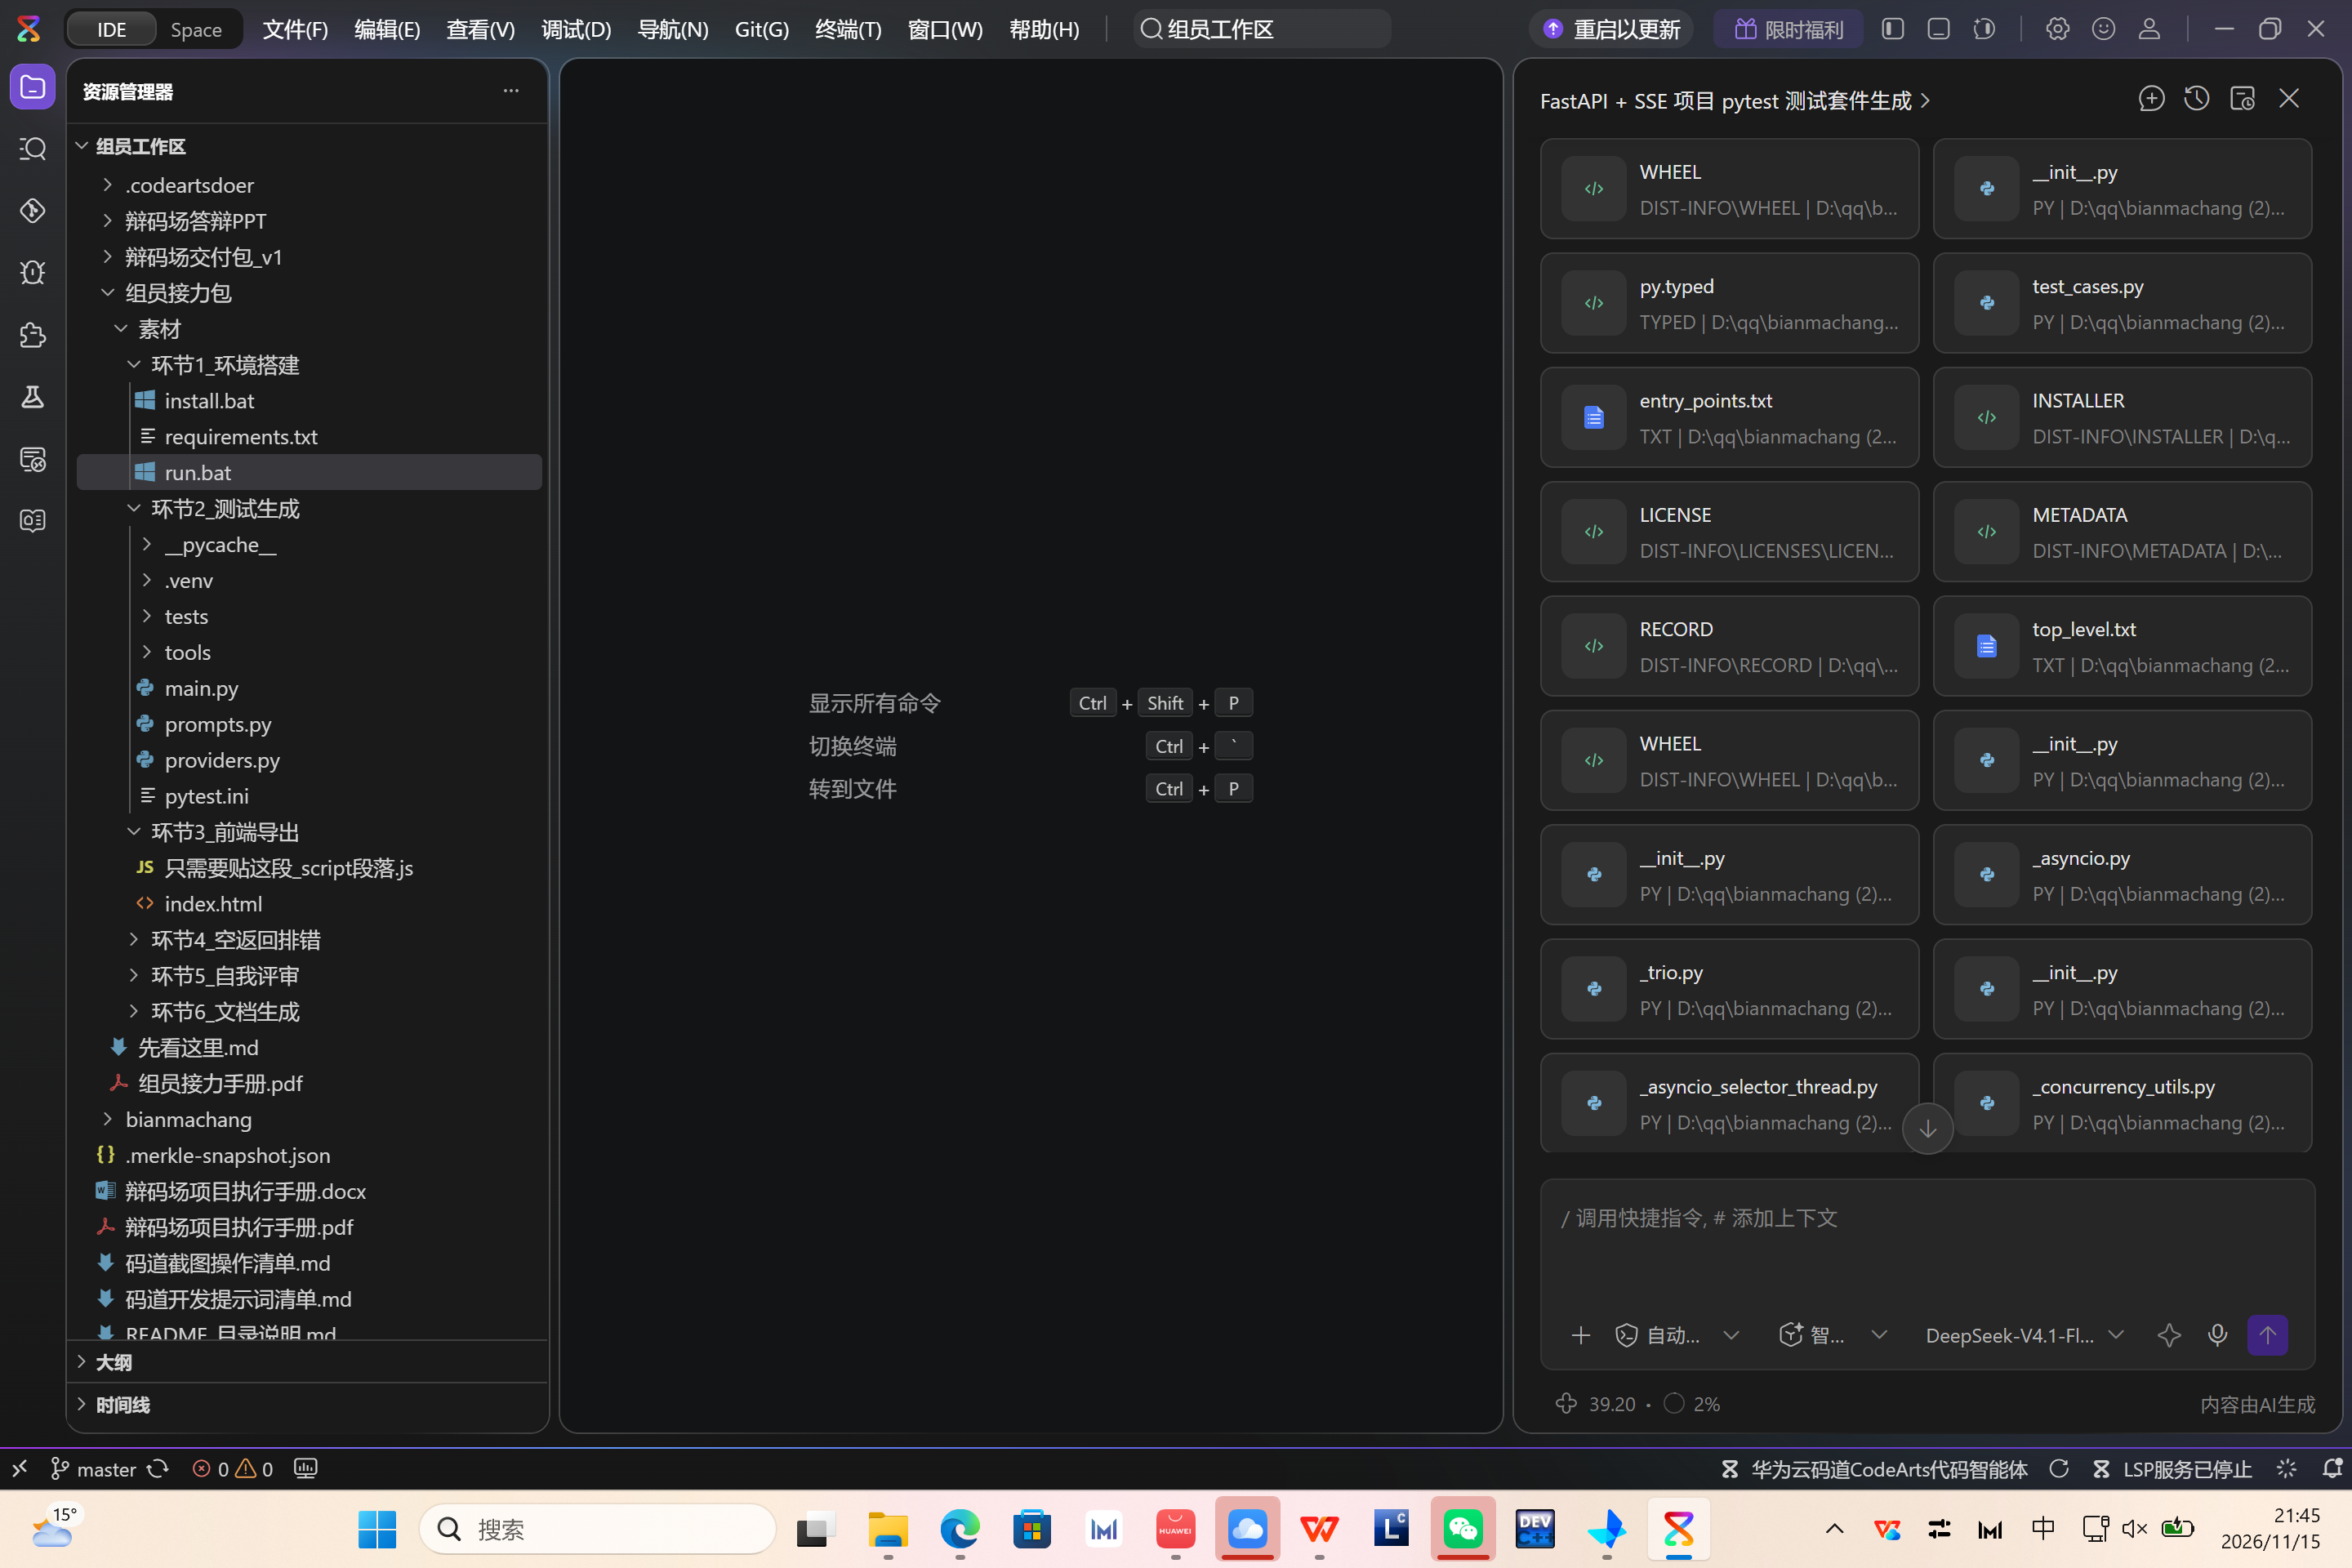 IDE Space 文件(F) 编辑(E) 查看(V) 调试(D) 导航(N) Git(G) 终端(T) 窗口(W) 帮助(H) 组员工作区 重启以更新 限时福利
资源管理器
组员工作区
.codeartsdoer
辩码场答辩PPT
辩码场交付包_v1
组员接力包
素材
环节1_环境搭建
install.bat
requirements.txt
run.bat
环节2_测试生成
__pycache__
.venv
tests
tools
main.py
prompts.py
providers.py
pytest.ini
环节3_前端导出
JS 只需要贴这段_script段落.js
index.html
环节4_空返回排错
环节5_自我评审
环节6_文档生成
先看这里.md
组员接力手册.pdf
bianmachang
.merkle-snapshot.json
辩码场项目执行手册.docx
辩码场项目执行手册.pdf
码道截图操作清单.md
码道开发提示词清单.md
README_目录说明.md
大纲
时间线
显示所有命令 Ctrl + Shift + P
切换终端 Ctrl + `
转到文件 Ctrl + P
FastAPI + SSE 项目 pytest 测试套件生成
WHEEL
DIST-INFO\WHEEL | D:\qq\b...
__init__.py
PY | D:\qq\bianmachang (2)...
py.typed
TYPED | D:\qq\bianmachang...
test_cases.py
PY | D:\qq\bianmachang (2)...
entry_points.txt
TXT | D:\qq\bianmachang (2...
INSTALLER
DIST-INFO\INSTALLER | D:\q...
LICENSE
DIST-INFO\LICENSES\LICEN...
METADATA
DIST-INFO\METADATA | D:\...
RECORD
DIST-INFO\RECORD | D:\qq\...
top_level.txt
TXT | D:\qq\bianmachang (2...
WHEEL
DIST-INFO\WHEEL | D:\qq\b...
__init__.py
PY | D:\qq\bianmachang (2)...
__init__.py
PY | D:\qq\bianmachang (2)...
_asyncio.py
PY | D:\qq\bianmachang (2)...
_trio.py
PY | D:\qq\bianmachang (2)...
__init__.py
PY | D:\qq\bianmachang (2)...
_asyncio_selector_thread.py
PY | D:\qq\bianmachang (2)...
_concurrency_utils.py
PY | D:\qq\bianmachang (2)...
/ 调用快捷指令, # 添加上下文
自动... 智... DeepSeek-V4.1-Fl...
39.20 • 2% 内容由AI生成
master 0 0 华为云码道CodeArts代码智能体 LSP服务已停止
15° 搜索 HUAWEI LC DEV C++ 中 21:45
2026/11/15